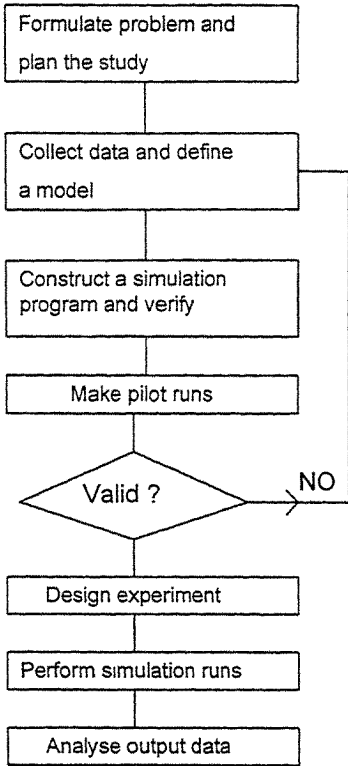 Formulate problem and
plan the study
Collect data and define
a model
Construct a simulation
program and verify
Make pilot runs
Valid ?
NO
Design experiment
Perform simulation runs
Analyse output data